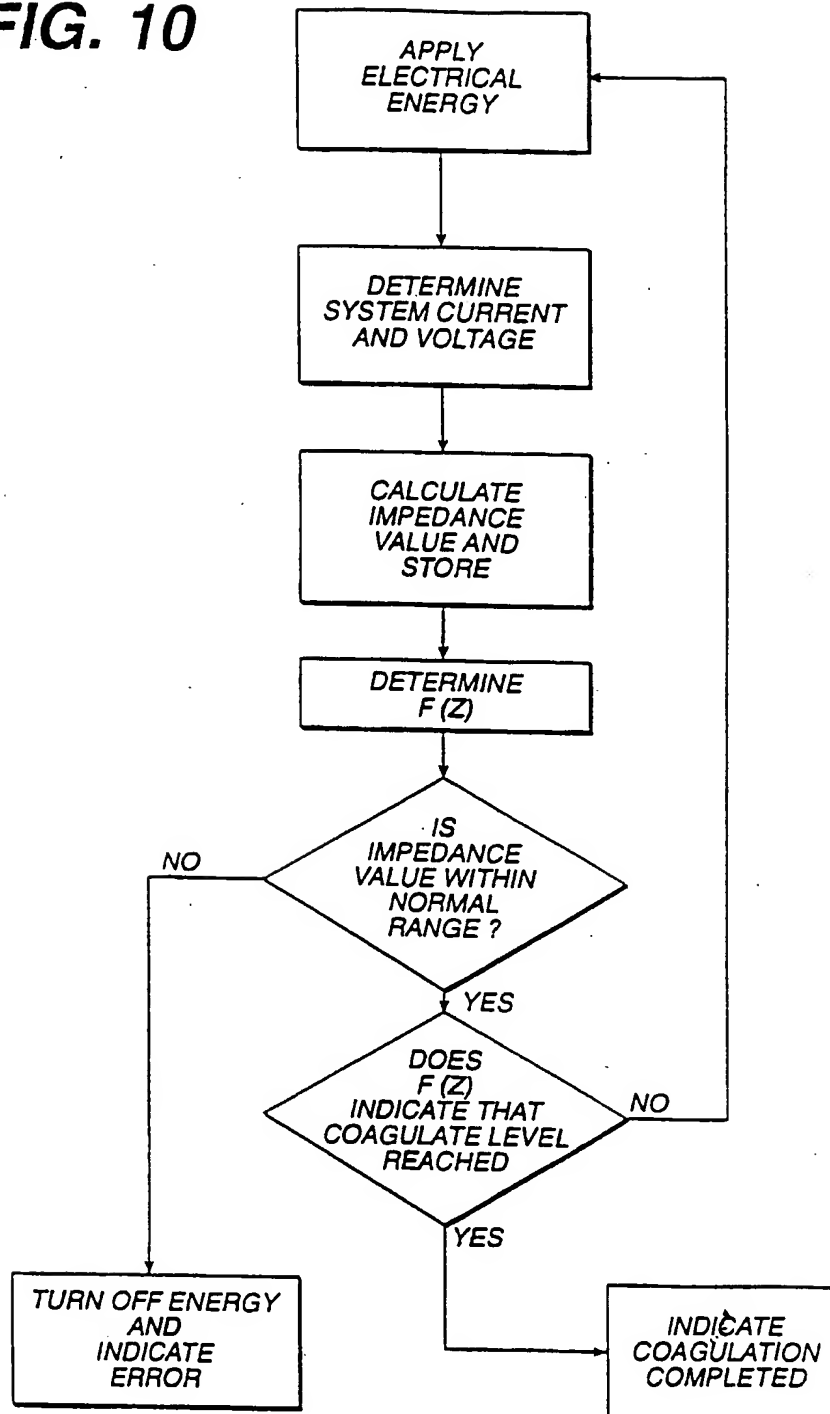 FIG. 10
APPLY
ELECTRICAL
ENERGY
DETERMINE
SYSTEM CURRENT
AND VOLTAGE
CALCULATE
IMPEDANCE
VALUE AND
STORE
DETERMINE
F (Z)
IS
IMPEDANCE
VALUE WITHIN
NORMAL
RANGE ?
NO
YES
DOES
F (Z)
INDICATE THAT
COAGULATE LEVEL
REACHED
NO
YES
TURN OFF ENERGY
AND
INDICATE
ERROR
INDICATE
COAGULATION
COMPLETED